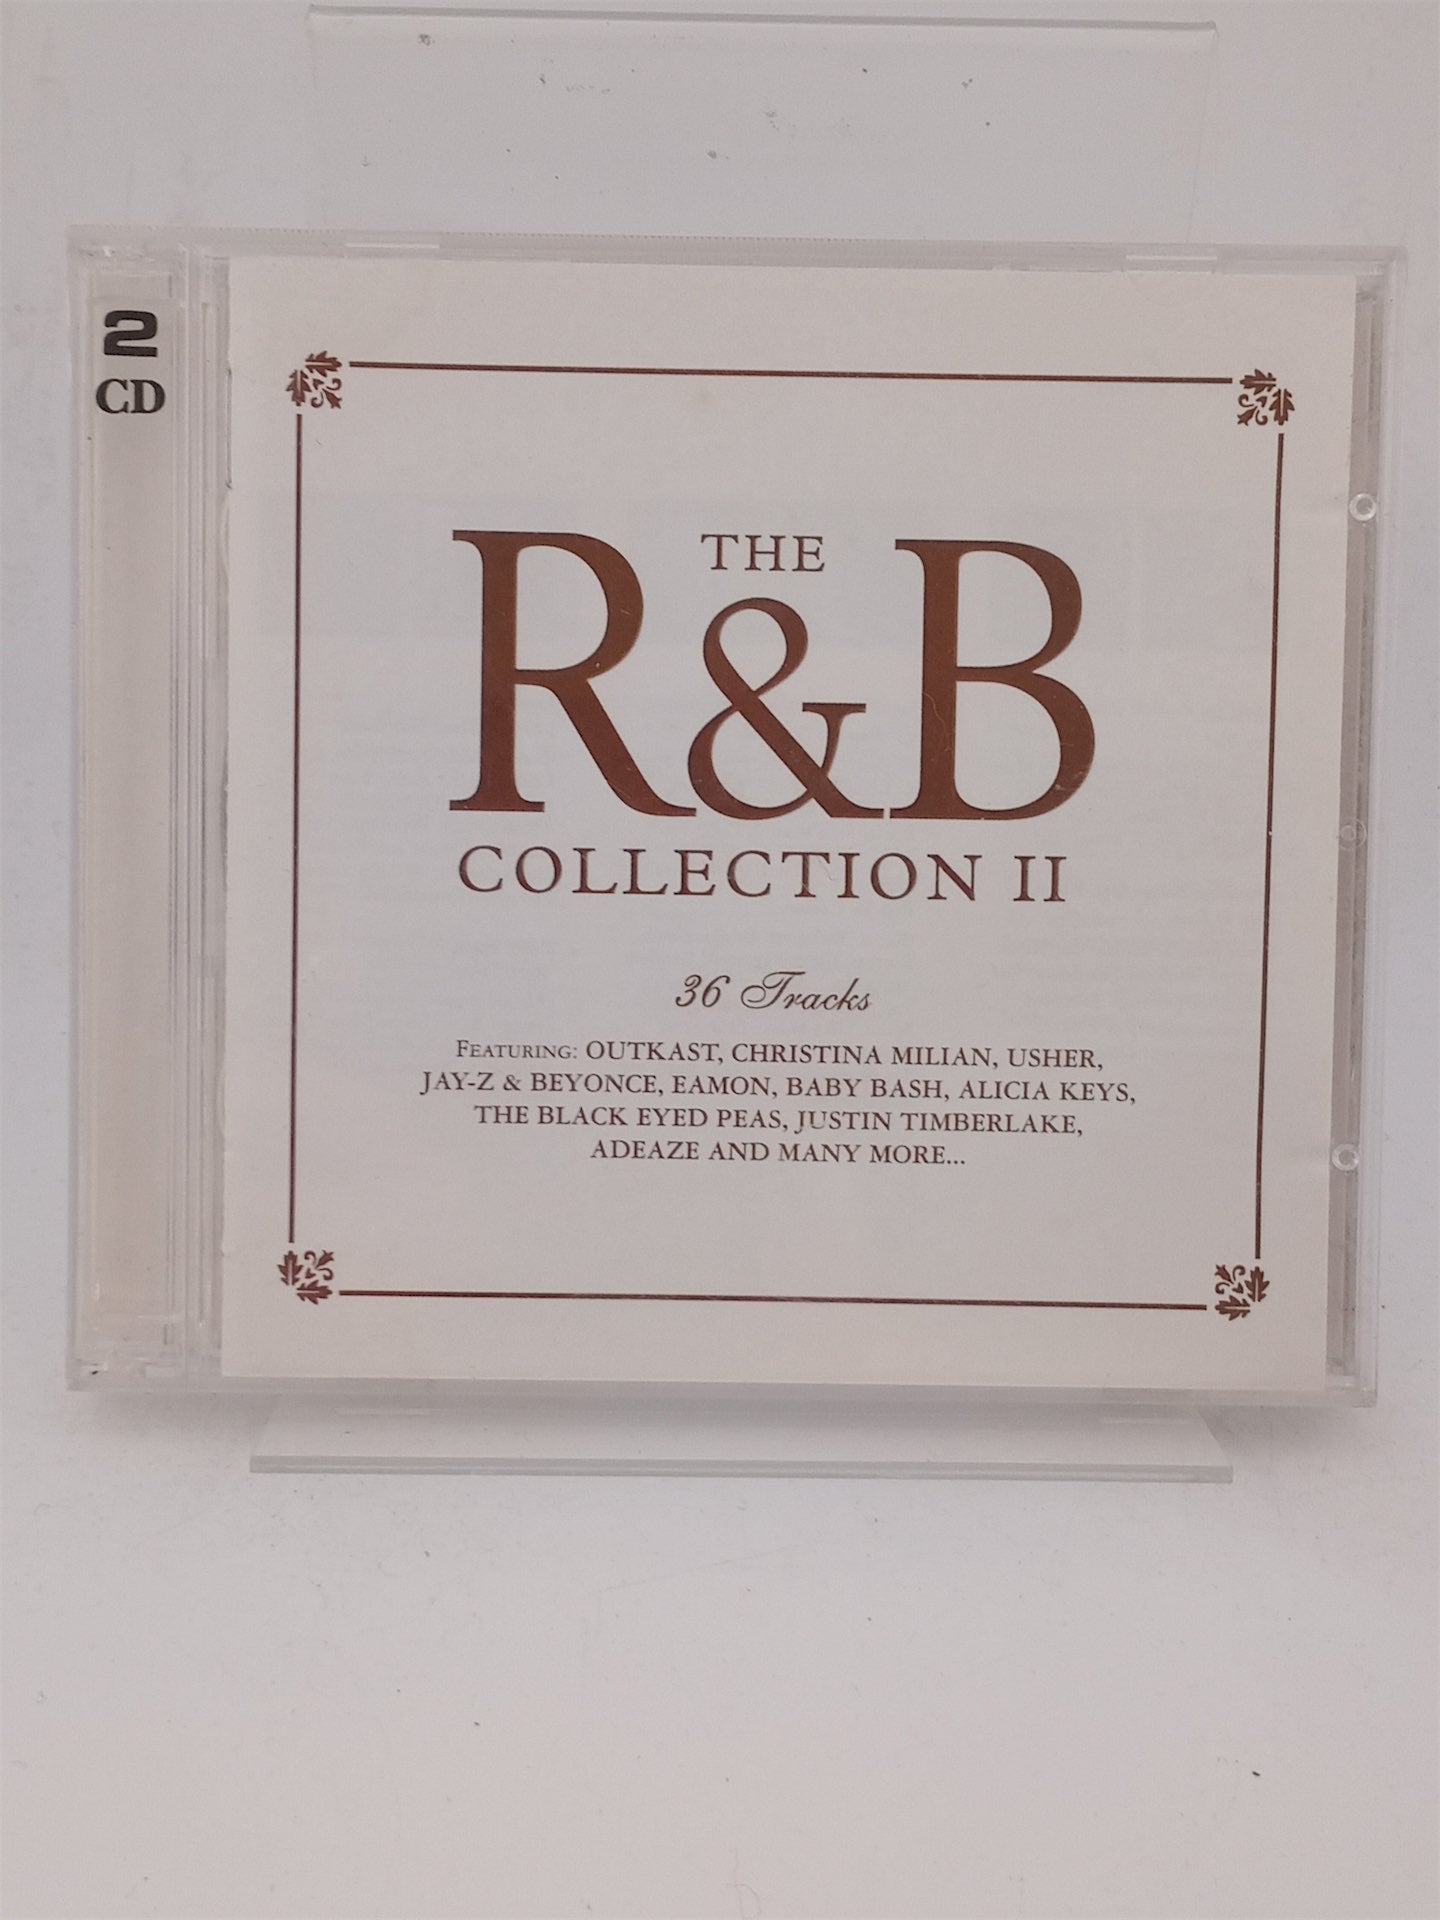 2
CD
THE
R&B
COLLECTION II
36 Tracks
FEATURING: OUTKAST, CHRISTINA MILIAN, USHER,
JAY-Z & BEYONCE, EAMON, BABY BASH, ALICIA KEYS,
THE BLACK EYED PEAS, JUSTIN TIMBERLAKE,
ADEAZE AND MANY MORE...